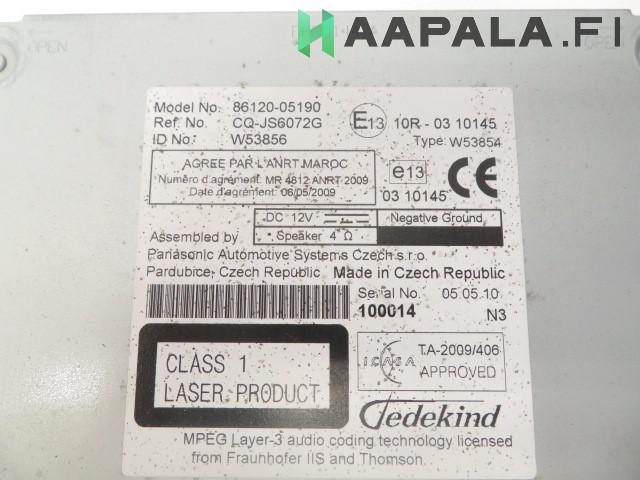 HAAPALA.FI
OPEN
OPEN
Model No. 86120-05190
Ref. No. CQ-JS6072G
ID No: W53856
E13 10R - 03 10145
Type: W53854
AGREE PAR L'ANRT MAROC
Numéro d'agrément: MR 4812 ANRT 2009
Date d'agrément: 06/05/2009
e13
03 10145
CE
DC 12V
Negative Ground
Speaker 4 Ω
Assembled by
Panasonic Automotive Systems Czech s.r.o.
Pardubice, Czech Republic Made in Czech Republic
Serial No. 05.05.10
100014 N3
CLASS 1
LASER PRODUCT
ICASA
TA-2009/406
APPROVED
Tedekind
MPEG Layer-3 audio coding technology licensed
from Fraunhofer IIS and Thomson.